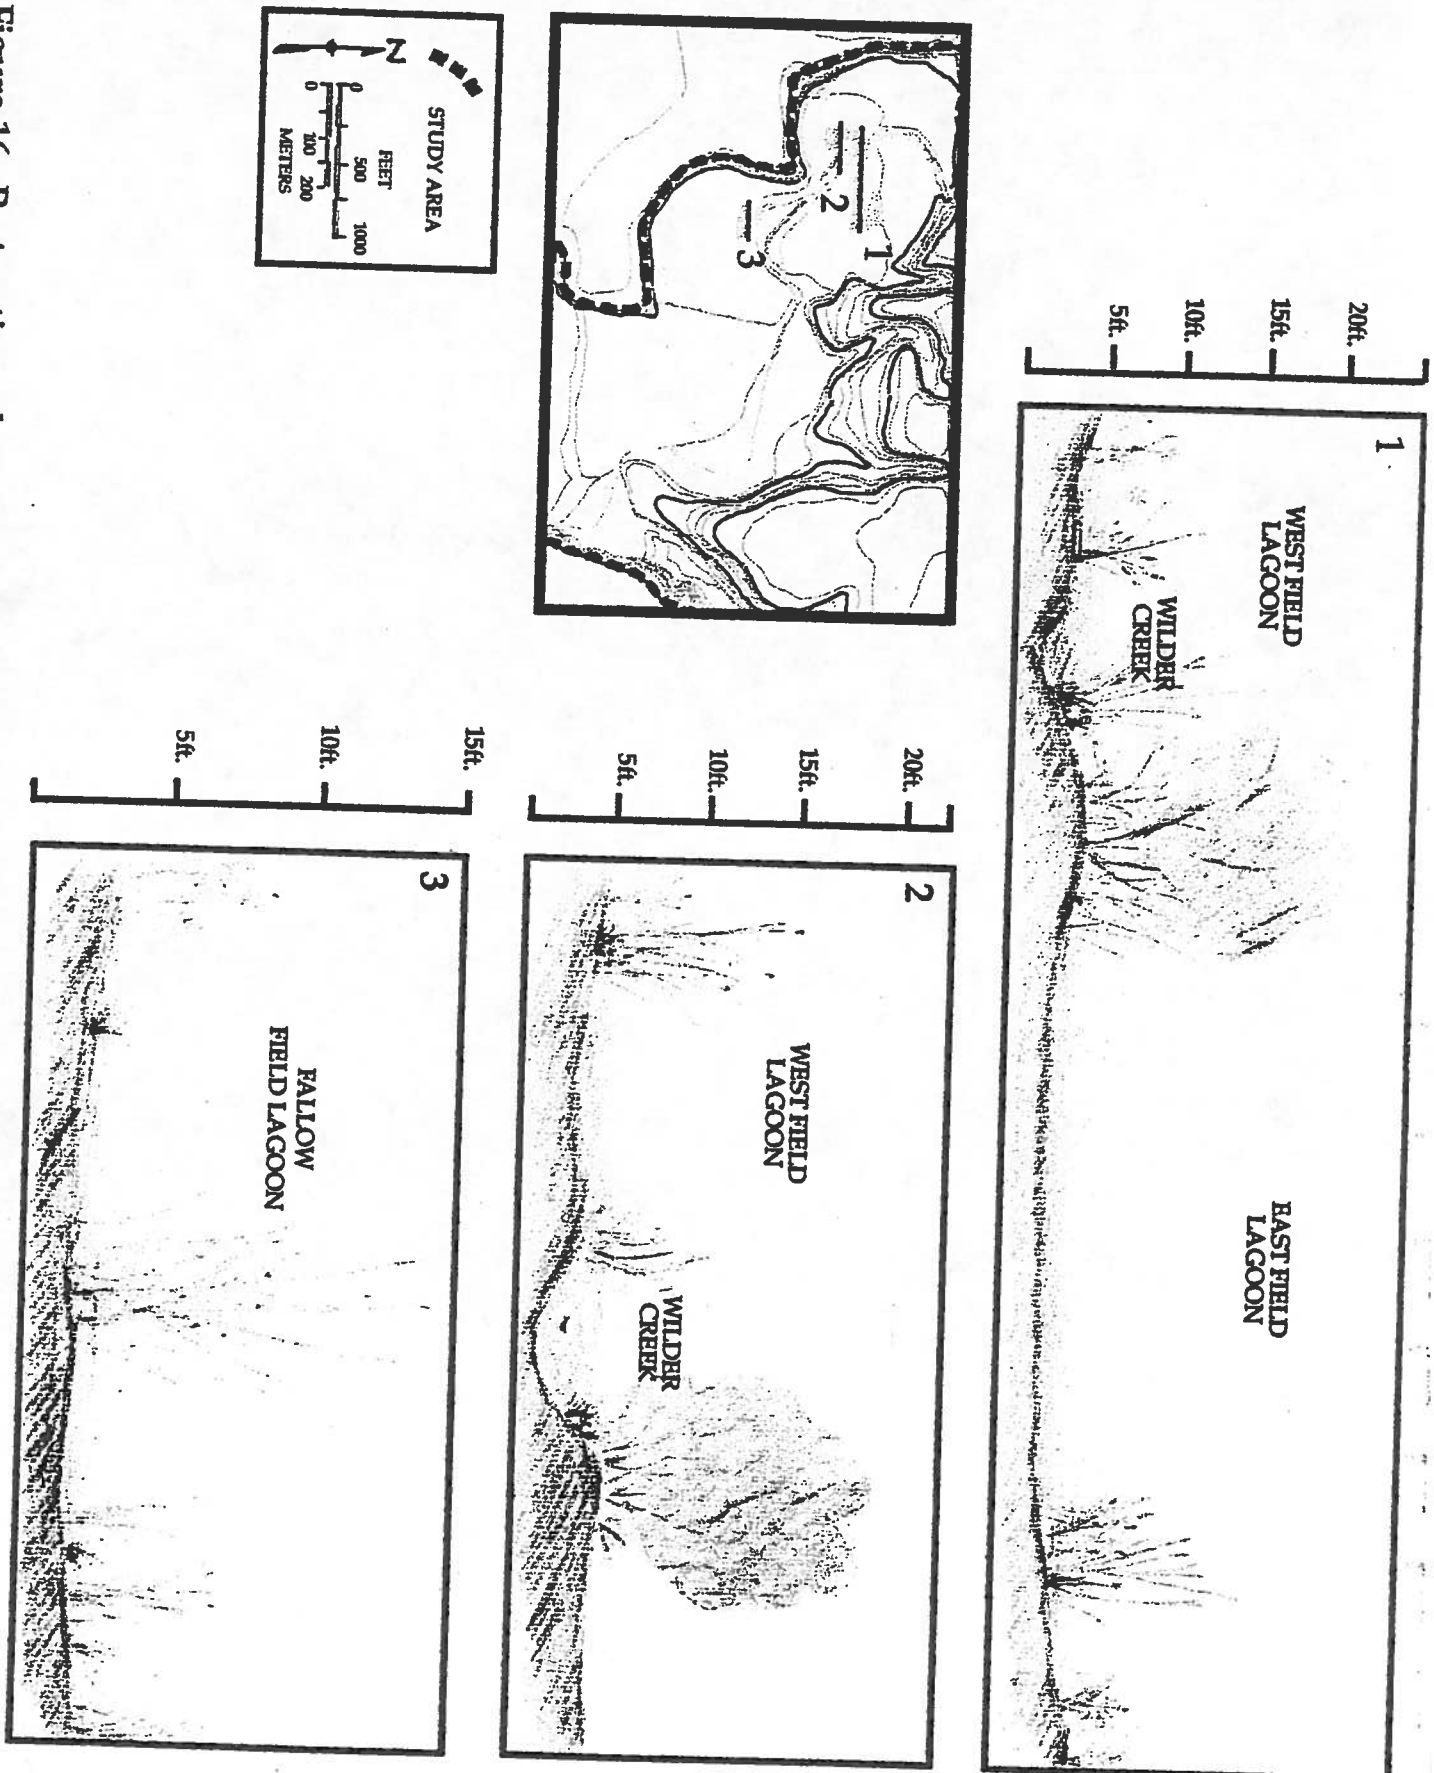 1
WEST FIELD
LAGOON
WILDER
CREEK
EAST FIELD
LAGOON
20ft.
15ft.
10ft.
5ft.
1
2
3
2
WEST FIELD
LAGOON
WILDER
CREEK
20ft.
15ft.
10ft.
5ft.
STUDY AREA
N
FEET
0 500 1000
0 100 200
METERS
3
FALLOW
FIELD LAGOON
15ft.
10ft.
5ft.
Figure 16.